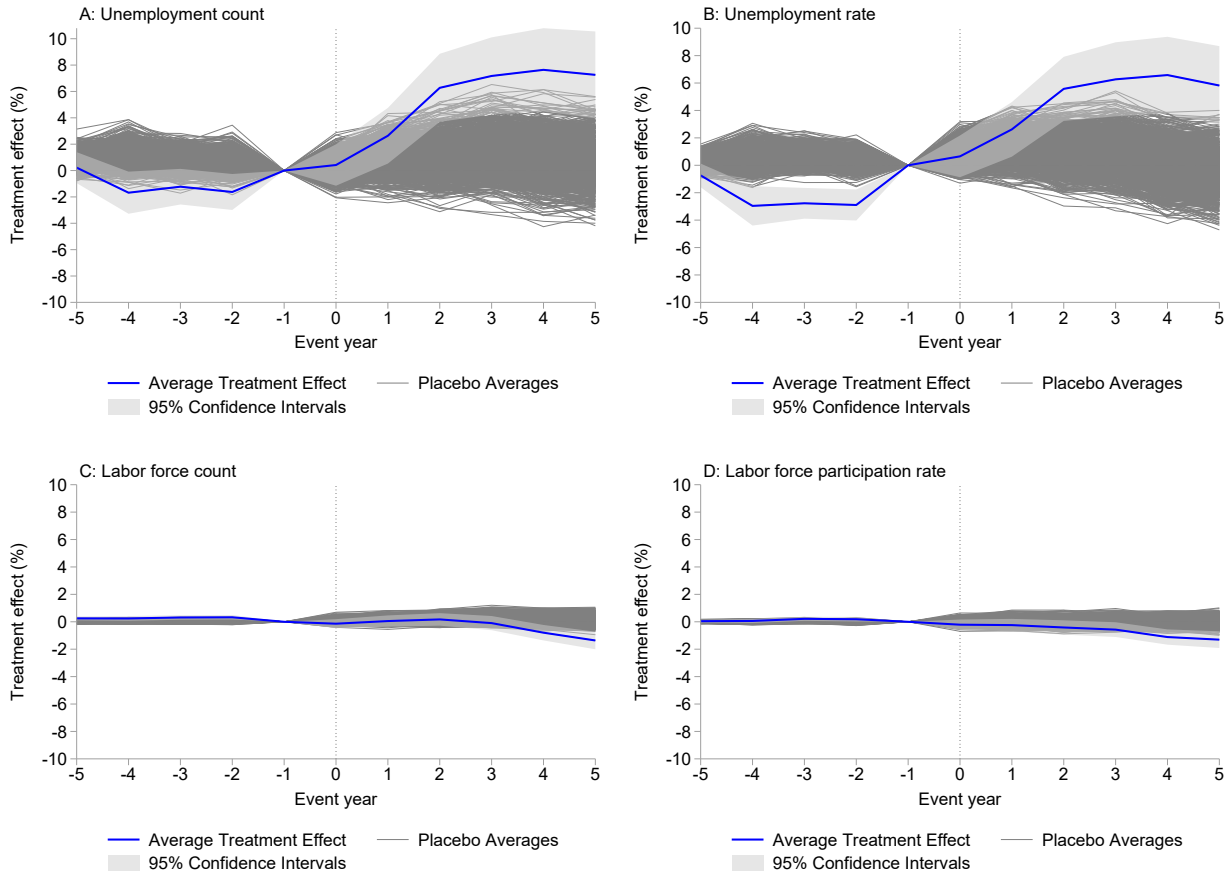 A: Unemployment count
Treatment effect (%)
10
8
6
4
2
0
-2
-4
-6
-8
-10
-5 -4 -3 -2 -1 0 1 2 3 4 5
Event year
Average Treatment Effect Placebo Averages
95% Confidence Intervals
B: Unemployment rate
Treatment effect (%)
10
8
6
4
2
0
-2
-4
-6
-8
-10
-5 -4 -3 -2 -1 0 1 2 3 4 5
Event year
Average Treatment Effect Placebo Averages
95% Confidence Intervals
C: Labor force count
Treatment effect (%)
10
8
6
4
2
0
-2
-4
-6
-8
-10
-5 -4 -3 -2 -1 0 1 2 3 4 5
Event year
Average Treatment Effect Placebo Averages
95% Confidence Intervals
D: Labor force participation rate
Treatment effect (%)
10
8
6
4
2
0
-2
-4
-6
-8
-10
-5 -4 -3 -2 -1 0 1 2 3 4 5
Event year
Average Treatment Effect Placebo Averages
95% Confidence Intervals